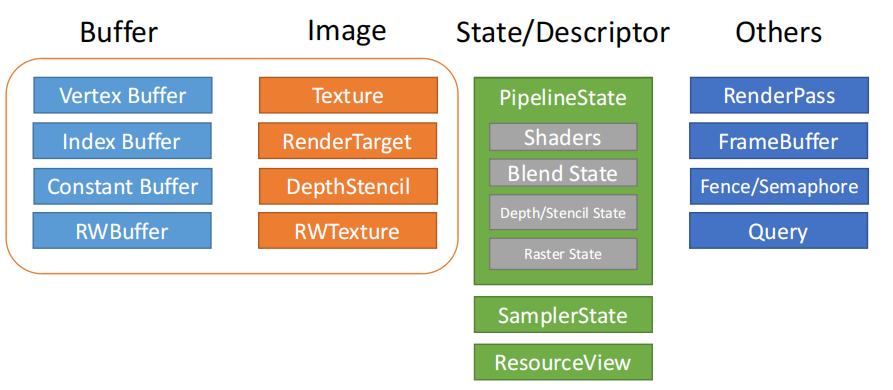 Buffer
Image
State/Descriptor
Others
Vertex Buffer
Index Buffer
Constant Buffer
RWBuffer
Texture
RenderTarget
DepthStencil
RWTexture
PipelineState
Shaders
Blend State
Depth/Stencil State
Raster State
SamplerState
ResourceView
RenderPass
FrameBuffer
Fence/Semaphore
Query